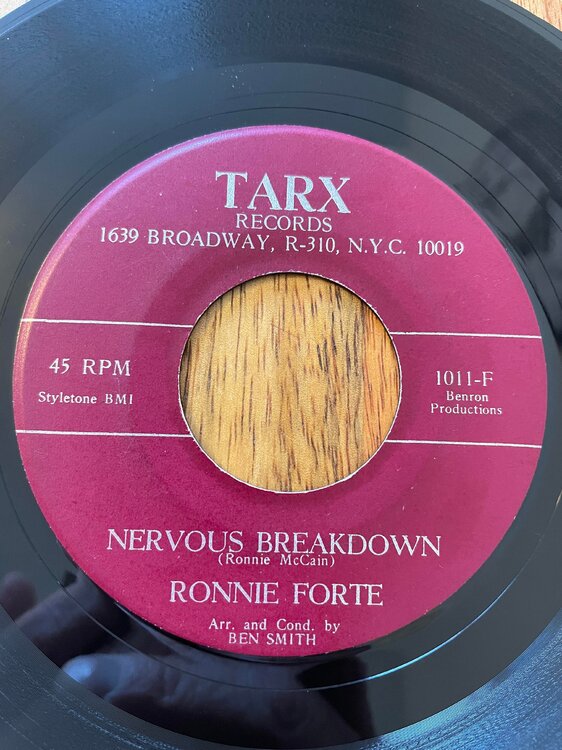 TARX
RECORDS
1639 BROADWAY, R-310, N.Y.C. 10019
45 RPM
Styletone BMI
1011-F
Benron
Productions
NERVOUS BREAKDOWN
(Ronnie McCain)
RONNIE FORTE
Arr. and Cond. by
BEN SMITH